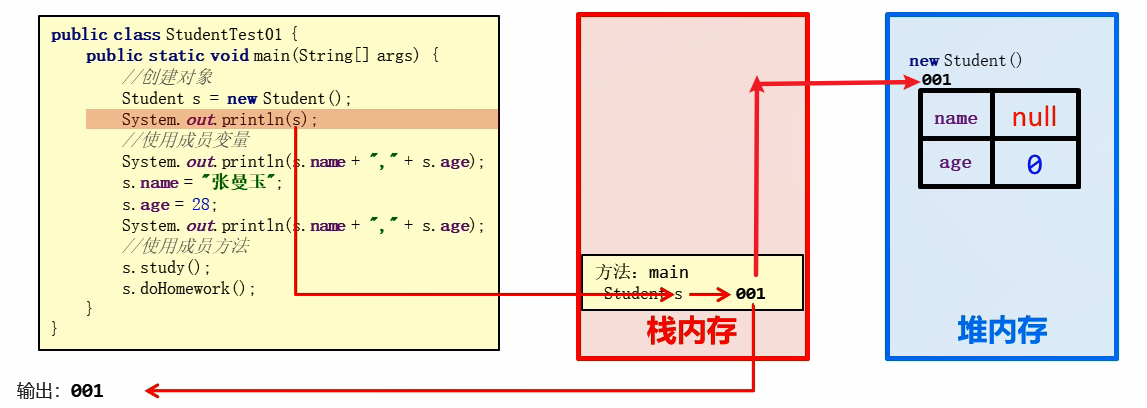 public class StudentTest01 {
public static void main(String[] args) {
//创建对象
Student s = new Student();
System.out.println(s);
//使用成员变量
System.out.println(s.name + "," + s.age);
s.name = "张曼玉";
s.age = 28;
System.out.println(s.name + "," + s.age);
//使用成员方法
s.study();
s.doHomework();
}
}
输出：001
方法：main
Student s
001
栈内存
new Student()
001
name null
age 0
堆内存